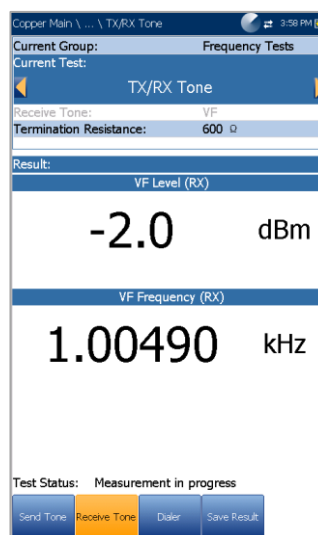 Copper Main \ ... \ TX/RX Tone 3:58 PM
Current Group: Frequency Tests
Current Test:
TX/RX Tone
Receive Tone: VF
Termination Resistance: 600 Ω
Result:
VF Level (RX)
-2.0 dBm
VF Frequency (RX)
1.00490 kHz
Test Status: Measurement in progress
Send Tone Receive Tone Dialer Save Result